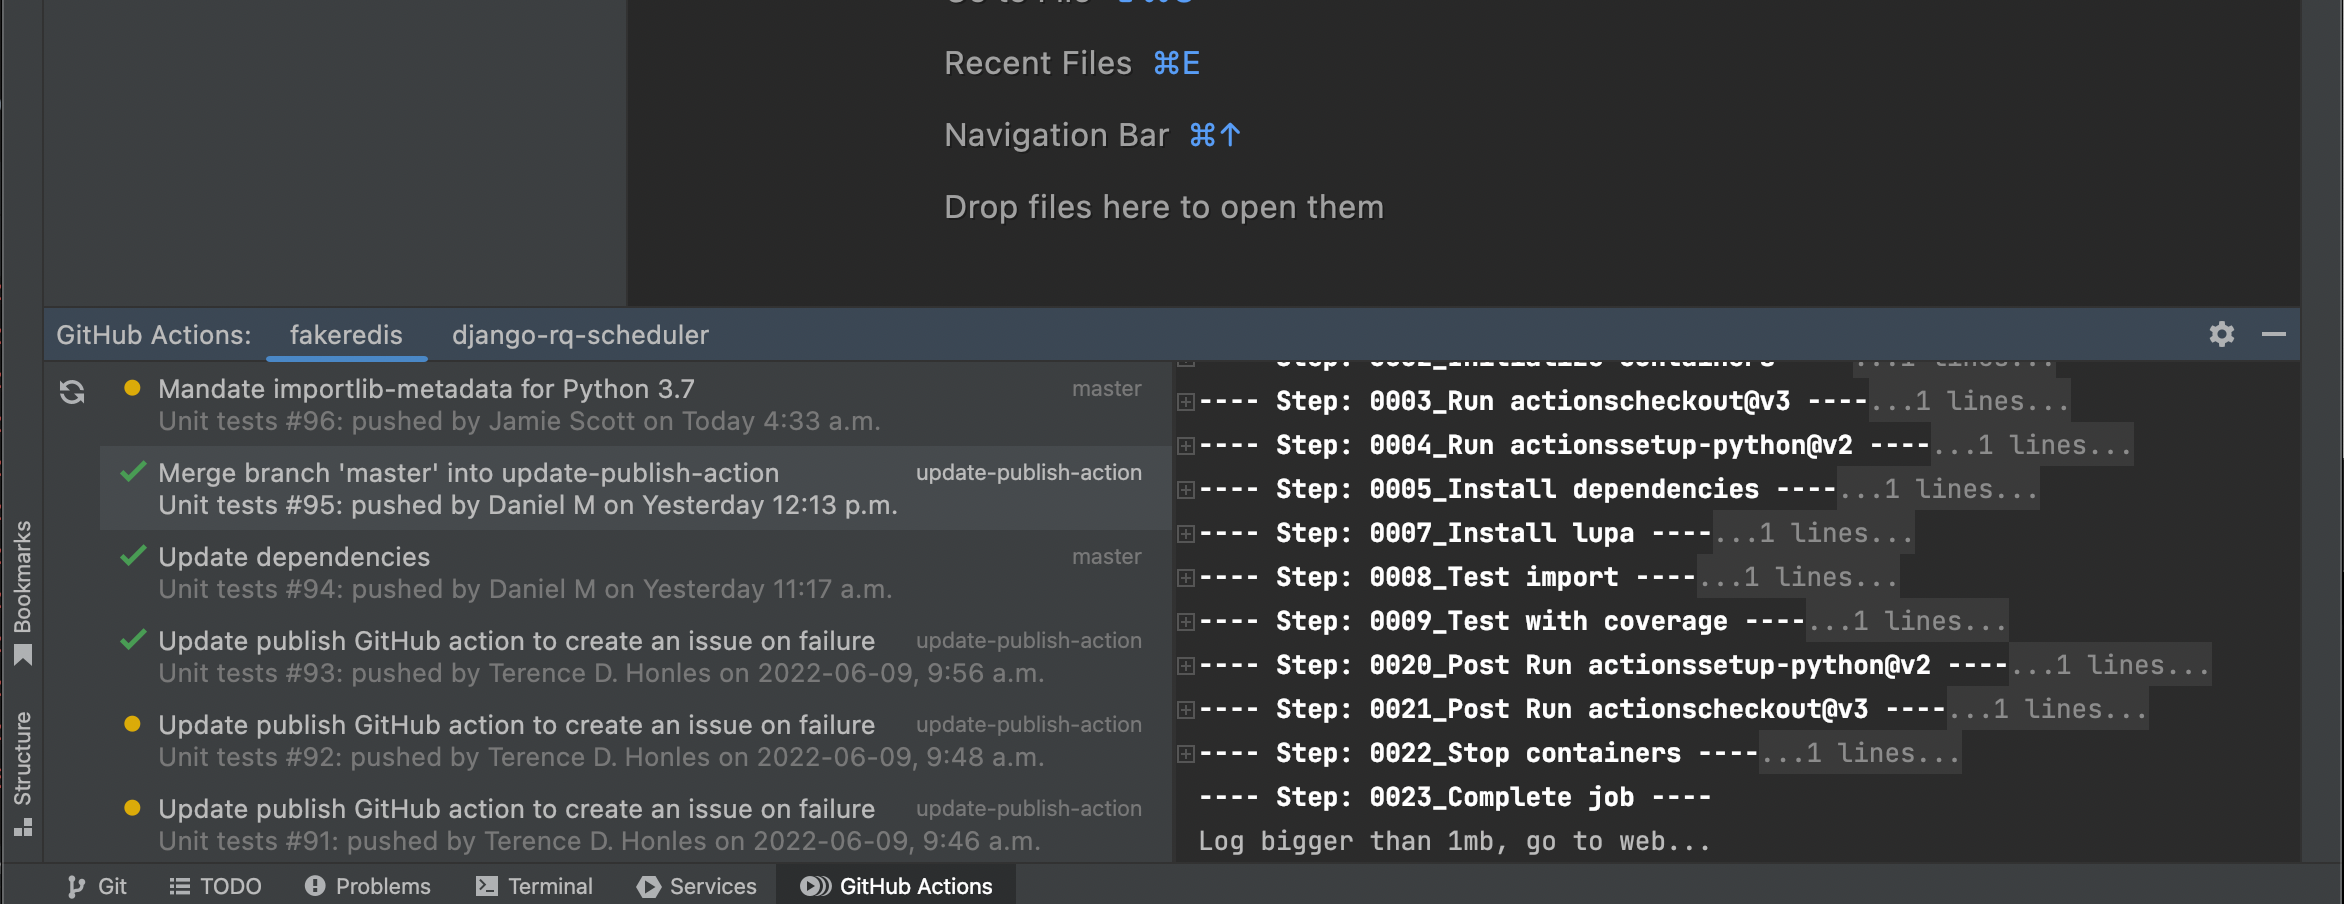 Go to File
Recent Files ⌘E
Navigation Bar ⌘↑
Drop files here to open them
GitHub Actions: fakeredis django-rq-scheduler
Mandate importlib-metadata for Python 3.7 master
Unit tests #96: pushed by Jamie Scott on Today 4:33 a.m.
Merge branch 'master' into update-publish-action update-publish-action
Unit tests #95: pushed by Daniel M on Yesterday 12:13 p.m.
Update dependencies master
Unit tests #94: pushed by Daniel M on Yesterday 11:17 a.m.
Update publish GitHub action to create an issue on failure update-publish-action
Unit tests #93: pushed by Terence D. Honles on 2022-06-09, 9:56 a.m.
Update publish GitHub action to create an issue on failure update-publish-action
Unit tests #92: pushed by Terence D. Honles on 2022-06-09, 9:48 a.m.
Update publish GitHub action to create an issue on failure update-publish-action
Unit tests #91: pushed by Terence D. Honles on 2022-06-09, 9:46 a.m.
Step: 0002_Initialize containers ...1 lines...
---- Step: 0003_Run actionscheckout@v3 ----...1 lines...
---- Step: 0004_Run actionssetup-python@v2 ----...1 lines...
---- Step: 0005_Install dependencies ----...1 lines...
---- Step: 0007_Install lupa ----...1 lines...
---- Step: 0008_Test import ----...1 lines...
---- Step: 0009_Test with coverage ----...1 lines...
---- Step: 0020_Post Run actionssetup-python@v2 ----...1 lines...
---- Step: 0021_Post Run actionscheckout@v3 ----...1 lines...
---- Step: 0022_Stop containers ----...1 lines...
---- Step: 0023_Complete job ----
Log bigger than 1mb, go to web...
Bookmarks
Structure
Git TODO Problems Terminal Services GitHub Actions